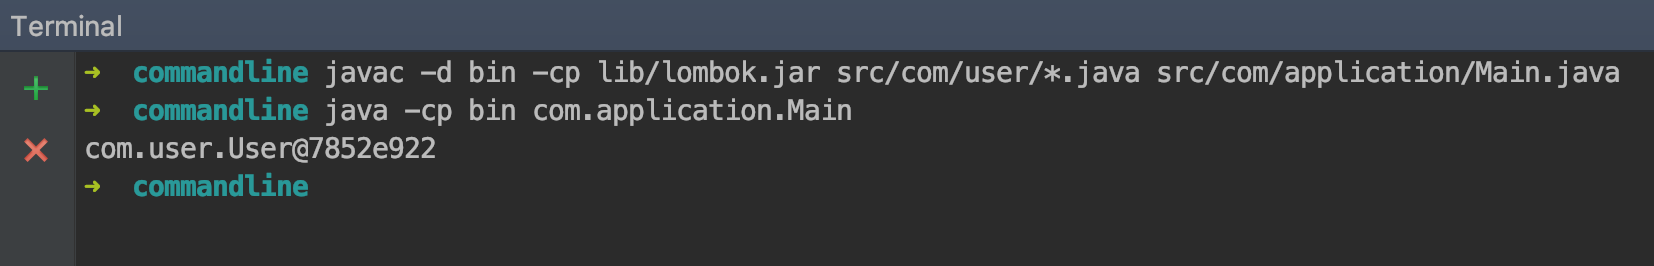 Terminal
➜ commandline javac -d bin -cp lib/lombok.jar src/com/user/*.java src/com/application/Main.java
➜ commandline java -cp bin com.application.Main
com.user.User@7852e922
➜ commandline